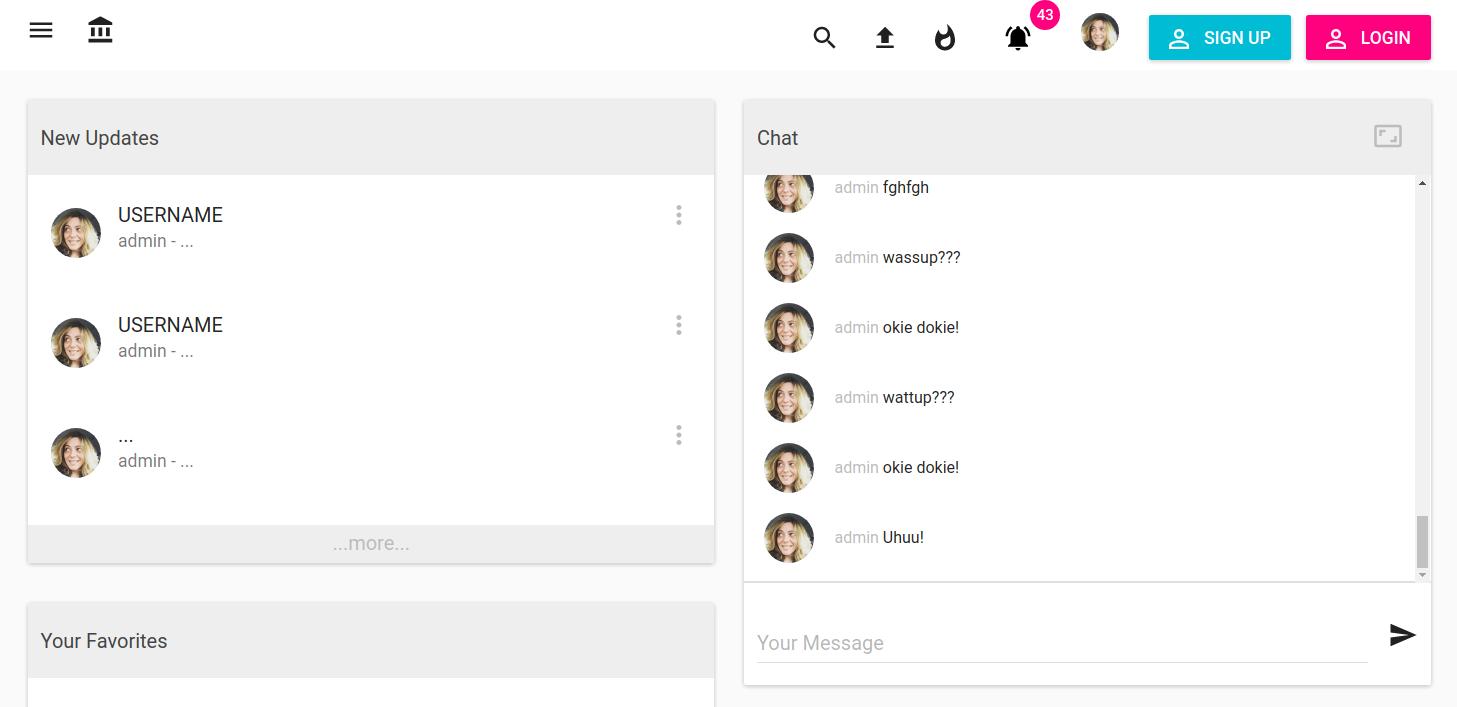 43
SIGN UP
LOGIN
New Updates
USERNAME
admin - ...
USERNAME
admin - ...
...
admin - ...
...more...
Your Favorites
Chat
admin fghfgh
admin wassup???
admin okie dokie!
admin wattup???
admin okie dokie!
admin Uhuu!
Your Message